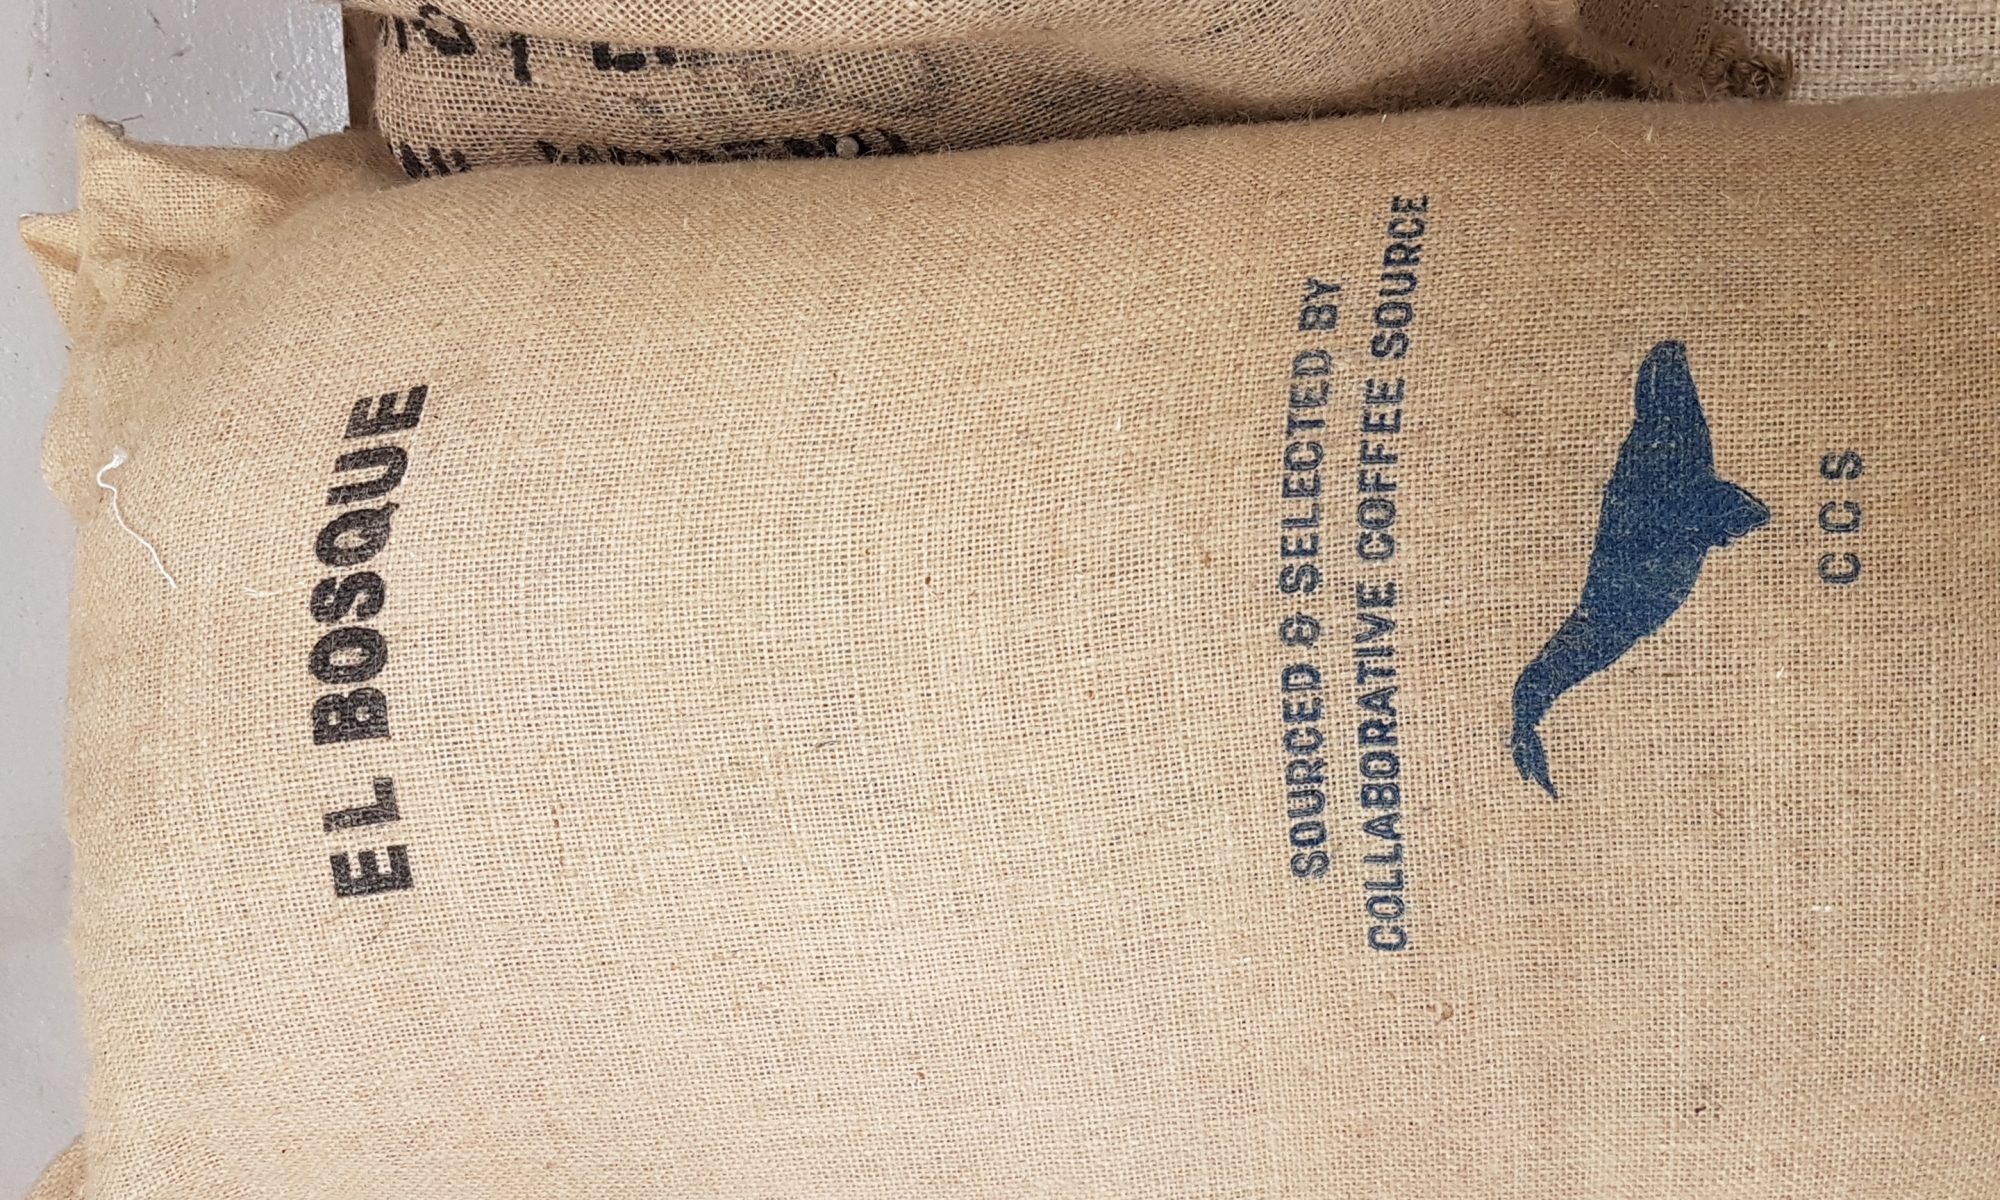 EL BOSQUE
SOURCED & SELECTED BY
COLLABORATIVE COFFEE SOURCE
CCS